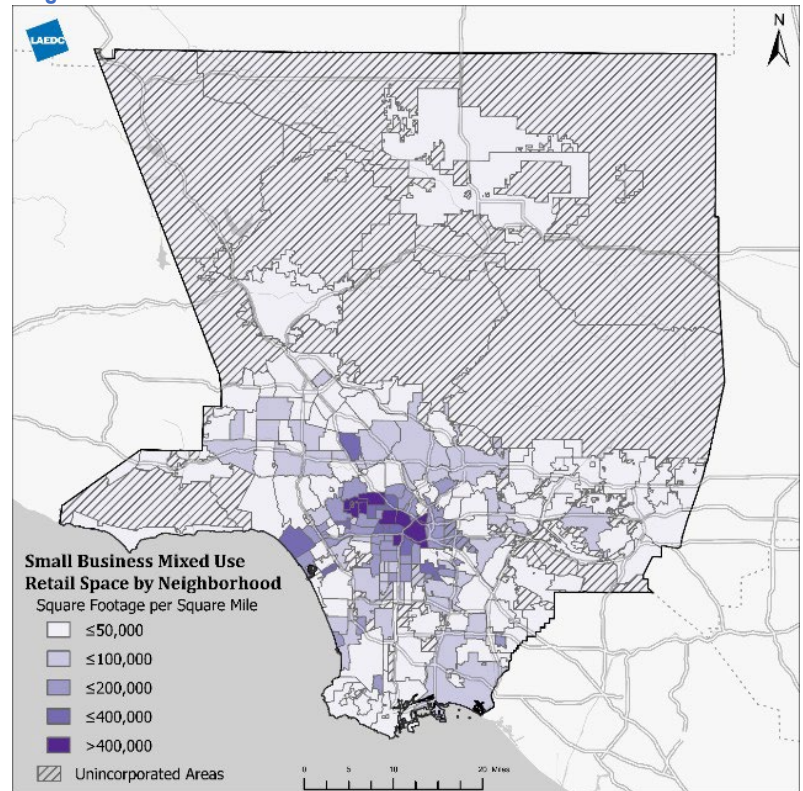 LAEDC
N
Small Business Mixed Use
Retail Space by Neighborhood
Square Footage per Square Mile
≤50,000
≤100,000
≤200,000
≤400,000
>400,000
Unincorporated Areas
0 5 10 20 Miles